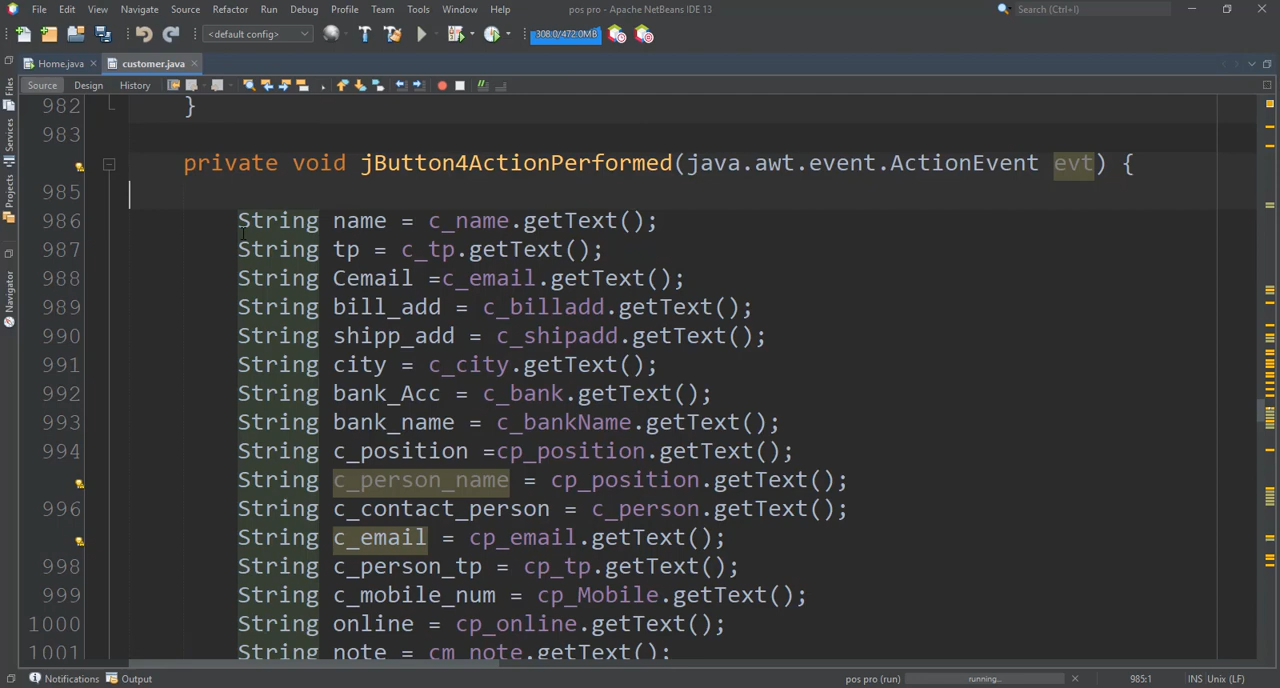 File Edit View Navigate Source Refactor Run Debug Profile Team Tools Window Help
pos pro - Apache NetBeans IDE 13
Search (Ctrl+I)
<default config>
308.0/472.0MB
Home.java
customer.java
Source Design History
Files
Services
Projects
Navigator
982 }
983
private void jButton4ActionPerformed(java.awt.event.ActionEvent evt) {
985
986 String name = c_name.getText();
987 String tp = c_tp.getText();
988 String Cemail =c_email.getText();
989 String bill_add = c_billadd.getText();
990 String shipp_add = c_shipadd.getText();
991 String city = c_city.getText();
992 String bank_Acc = c_bank.getText();
993 String bank_name = c_bankName.getText();
994 String c_position =cp_position.getText();
String c_person_name = cp_position.getText();
996 String c_contact_person = c_person.getText();
String c_email = cp_email.getText();
998 String c_person_tp = cp_tp.getText();
999 String c_mobile_num = cp_Mobile.getText();
1000 String online = cp_online.getText();
1001 String note = cm_note.getText();
Notifications Output
pos pro (run) running... 985:1 INS Unix (LF)